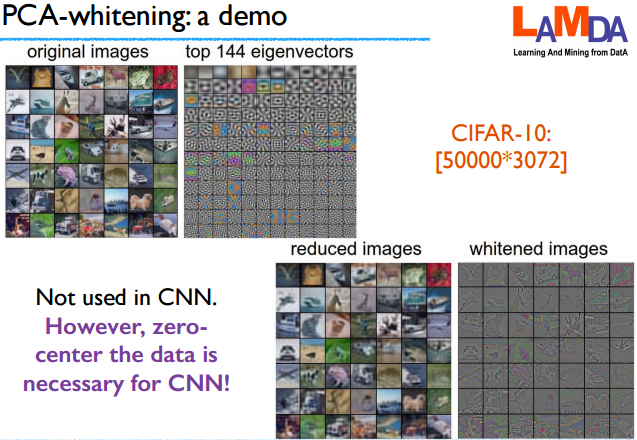 PCA-whitening: a demo
LAMDA
Learning And Mining from DatA
original images
top 144 eigenvectors
CIFAR-10:
[50000*3072]
reduced images
whitened images
Not used in CNN.
However, zero-
center the data is
necessary for CNN!